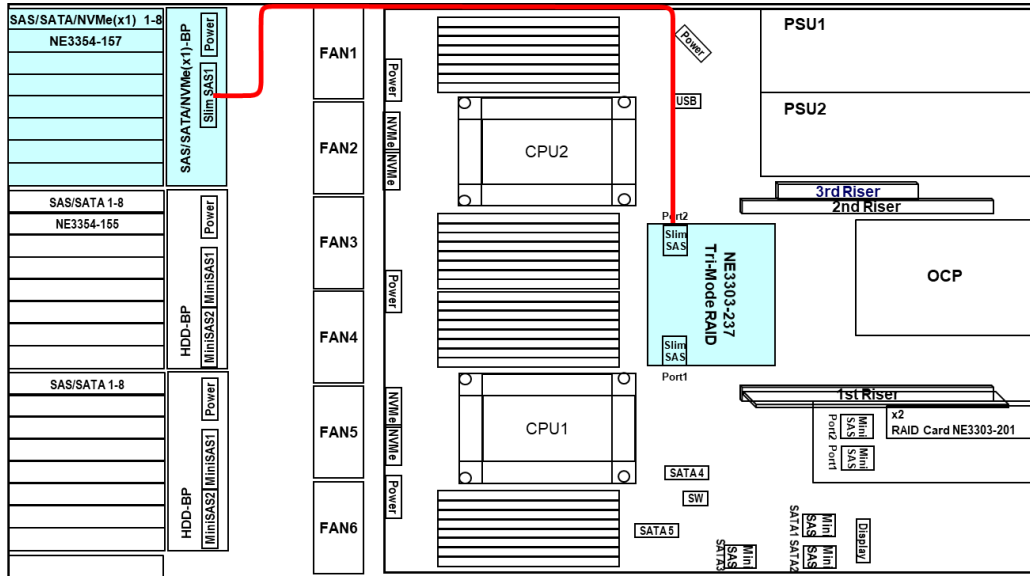 SAS/SATA/NVMe(x1) 1-8
NE3354-157
SAS/SATA/NVMe(x1)-BP
Power
Slim SAS1
SAS/SATA 1-8
NE3354-155
HDD-BP
Power
MiniSAS1
MiniSAS2
SAS/SATA 1-8
HDD-BP
Power
MiniSAS1
MiniSAS2
FAN1
FAN2
FAN3
FAN4
FAN5
FAN6
Power
NVMe
NVMe
Power
NVMe
NVMe
Power
CPU2
CPU1
Power
USB
Port2
Slim
SAS
NE3303-237
Tri-Mode RAID
Slim
SAS
Port1
PSU1
PSU2
3rd Riser
2nd Riser
OCP
1st Riser
x2
RAID Card NE3303-201
Port2
Mini
SAS
Port1
Mini
SAS
SATA4
SW
SATA5
SATA1
Mini
SAS
SATA2
Mini
SAS
SATA3
Mini
SAS
Display